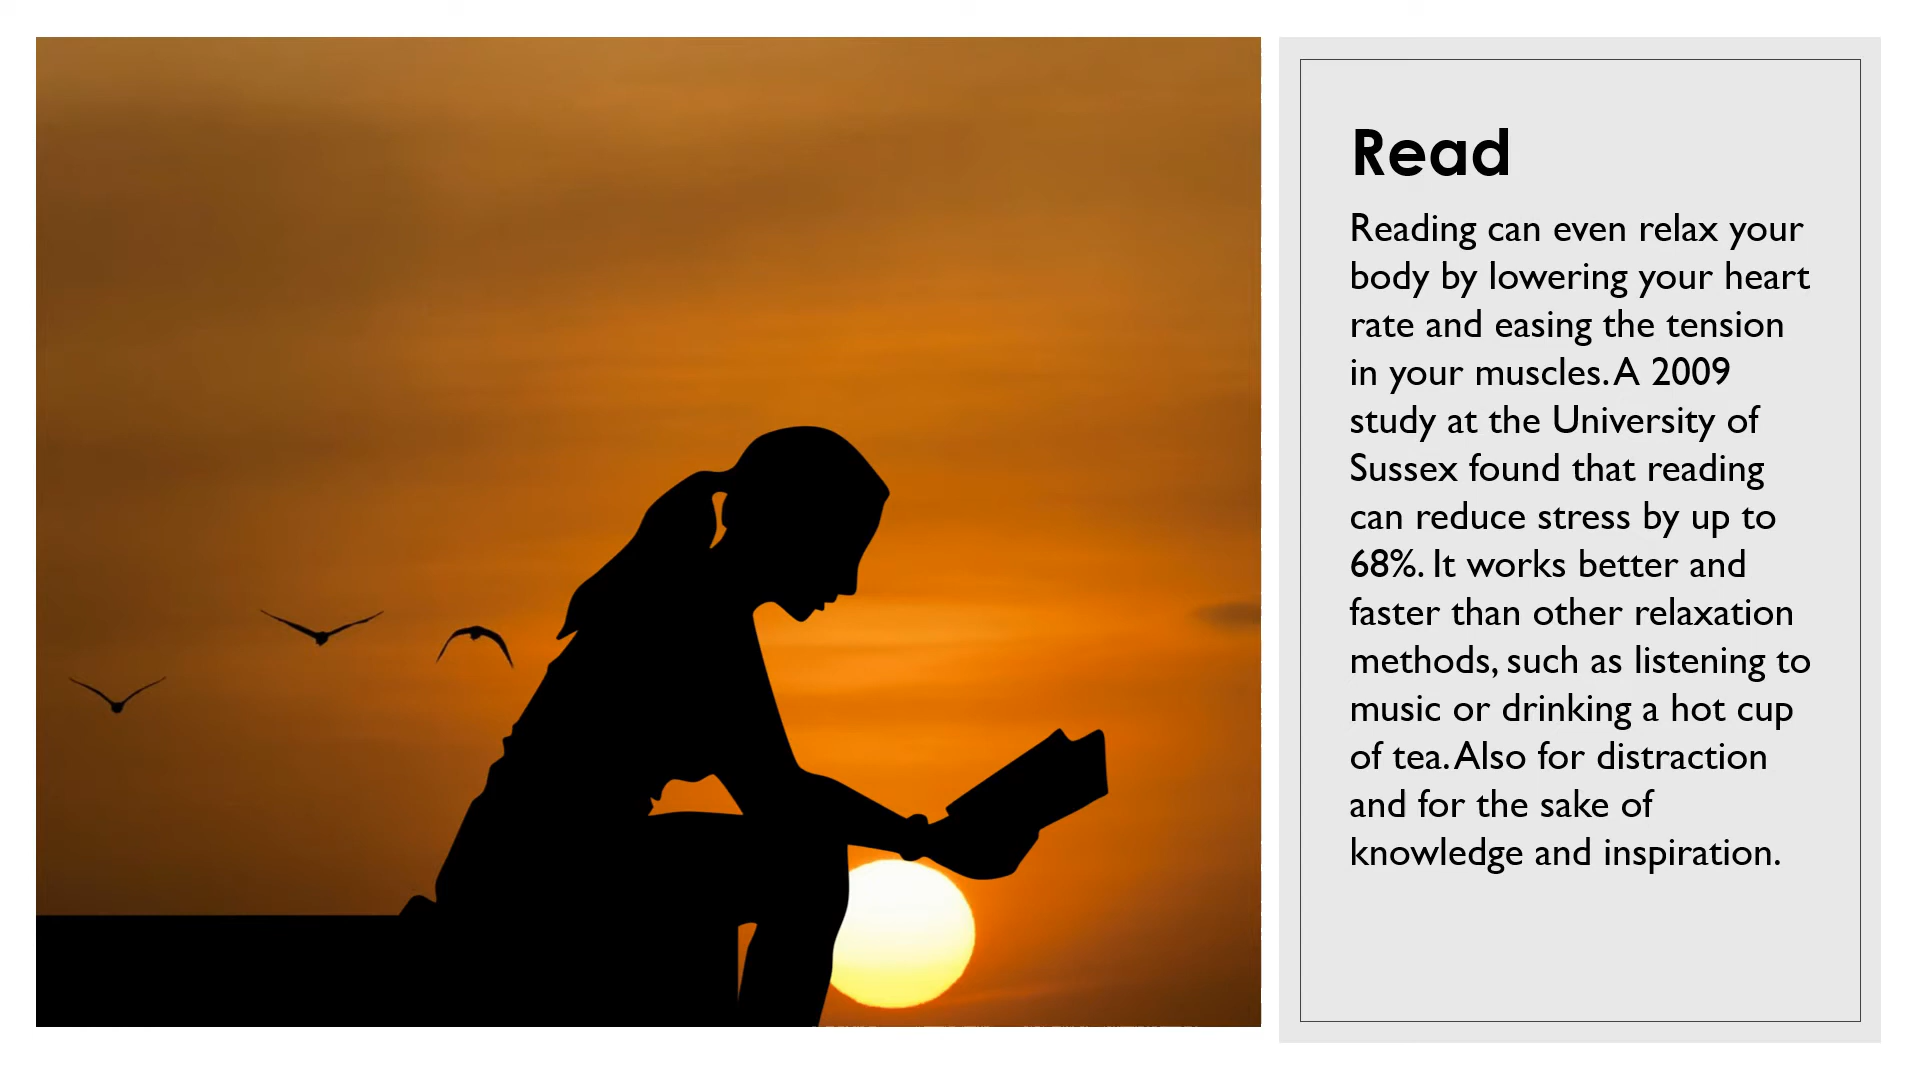 Read
Reading can even relax your
body by lowering your heart
rate and easing the tension
in your muscles. A 2009
study at the University of
Sussex found that reading
can reduce stress by up to
68%. It works better and
faster than other relaxation
methods, such as listening to
music or drinking a hot cup
of tea. Also for distraction
and for the sake of
knowledge and inspiration.